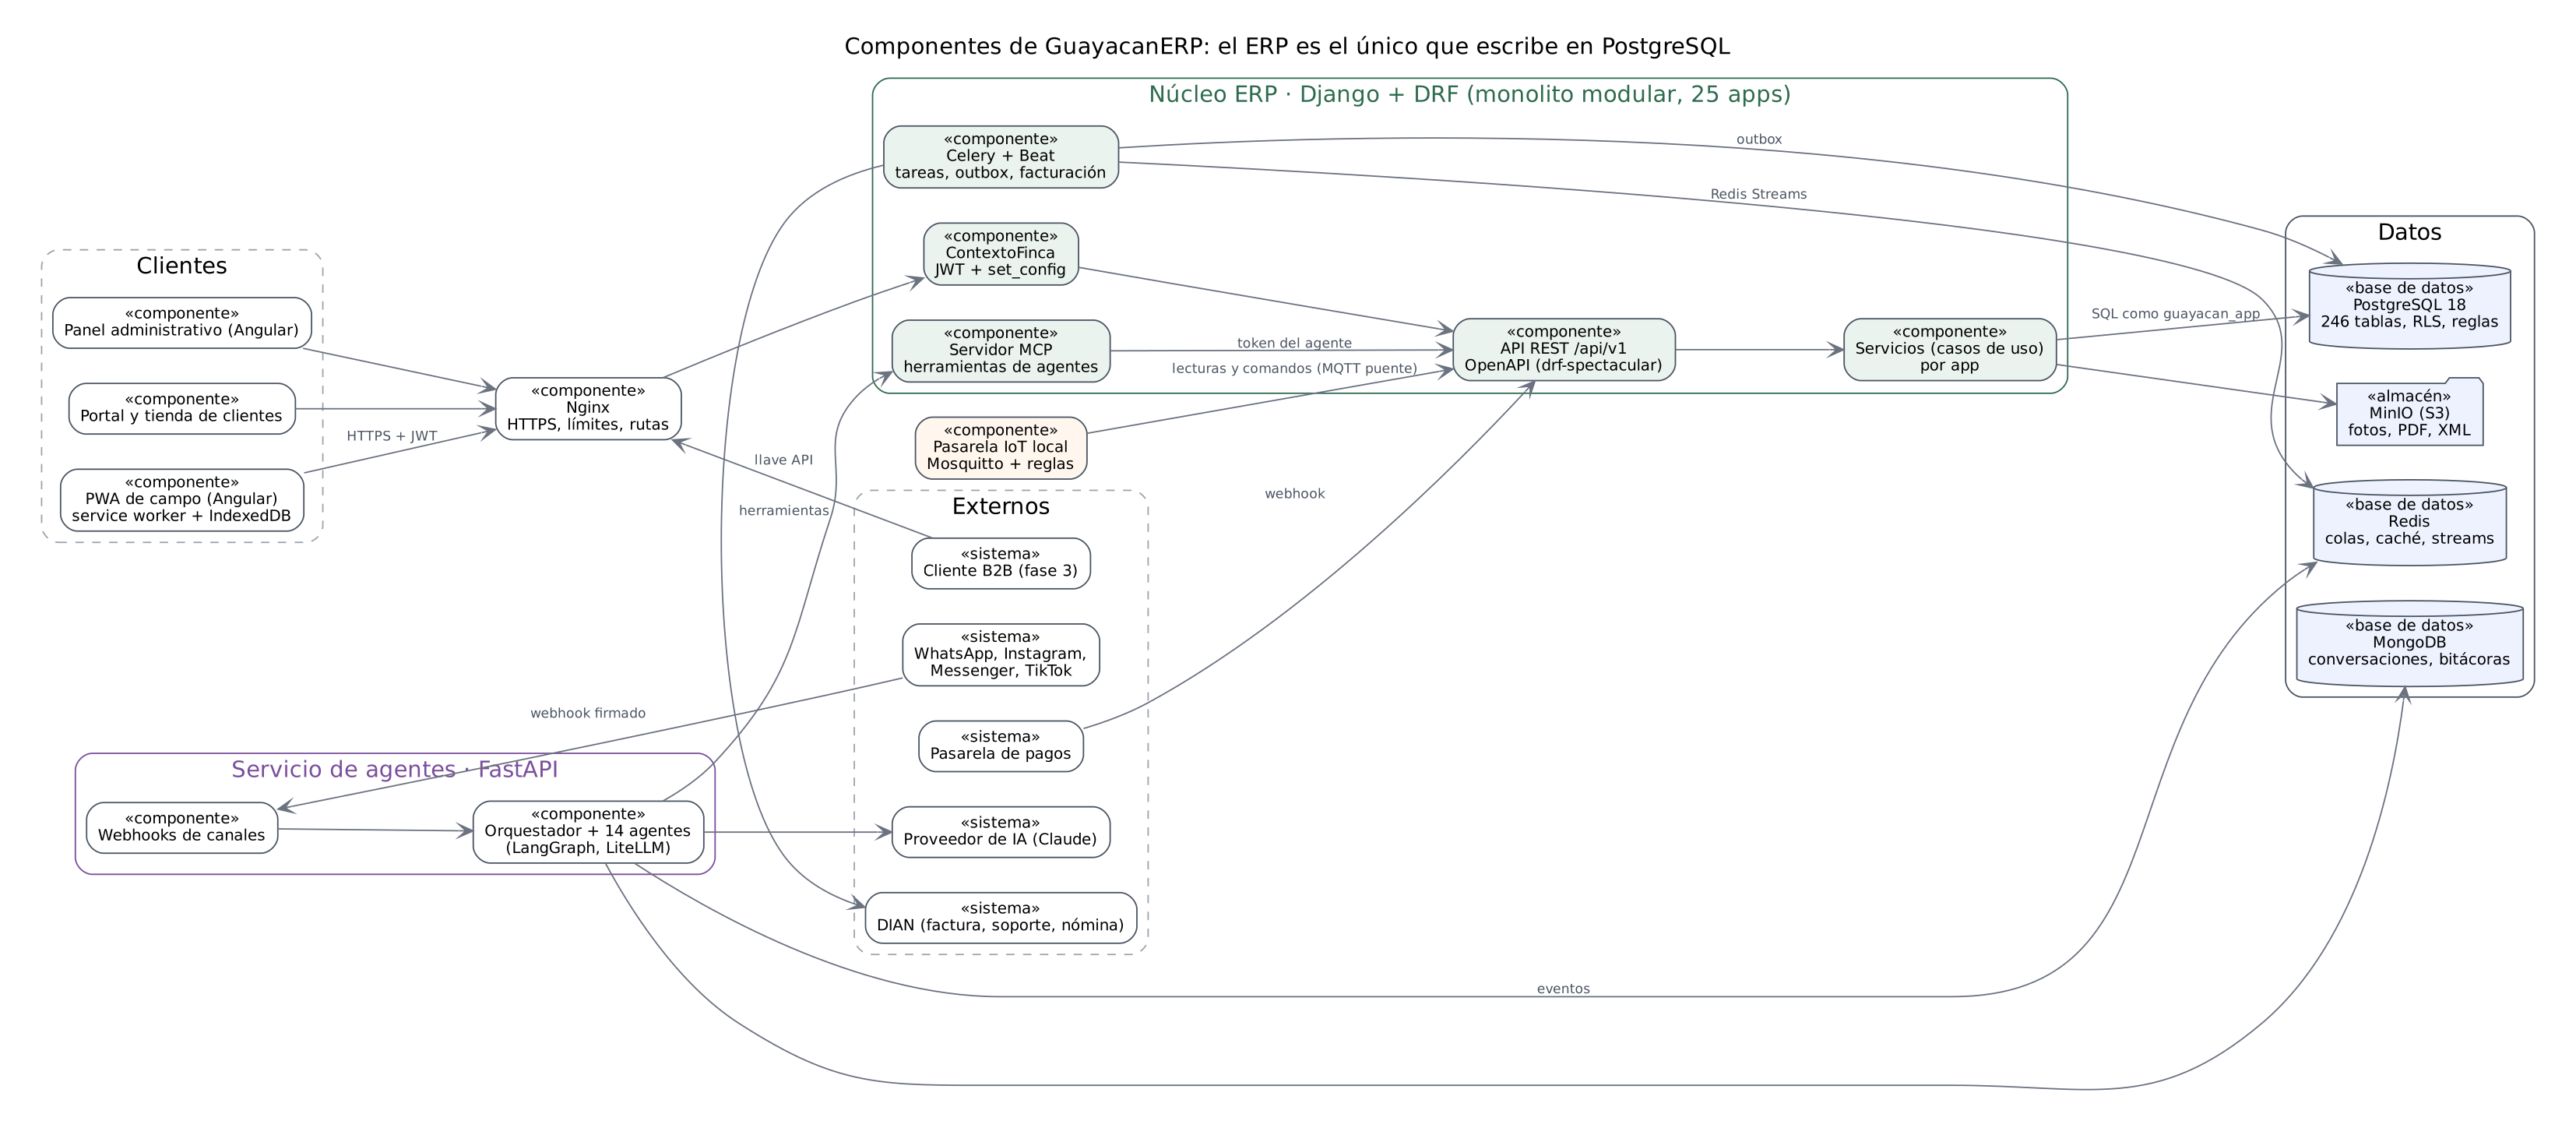 Componentes de GuayacanERP: el ERP es el único que escribe en PostgreSQL
Clientes
«componente»
Panel administrativo (Angular)
«componente»
Portal y tienda de clientes
HTTPS + JWT
«componente»
PWA de campo (Angular)
service worker + IndexedDB
«componente»
Nginx
HTTPS, límites, rutas
Núcleo ERP · Django + DRF (monolito modular, 25 apps)
«componente»
Celery + Beat
tareas, outbox, facturación
outbox
Redis Streams
«componente»
ContextoFinca
JWT + set_config
«componente»
Servidor MCP
herramientas de agentes
token del agente
lecturas y comandos (MQTT puente)
«componente»
API REST /api/v1
OpenAPI (drf-spectacular)
«componente»
Servicios (casos de uso)
por app
SQL como guayacan_app
«componente»
Pasarela IoT local
Mosquitto + reglas
llave API
herramientas
webhook
Externos
«sistema»
Cliente B2B (fase 3)
«sistema»
WhatsApp, Instagram,
Messenger, TikTok
webhook firmado
«sistema»
Pasarela de pagos
«sistema»
Proveedor de IA (Claude)
«sistema»
DIAN (factura, soporte, nómina)
Servicio de agentes · FastAPI
«componente»
Webhooks de canales
«componente»
Orquestador + 14 agentes
(LangGraph, LiteLLM)
eventos
Datos
«base de datos»
PostgreSQL 18
246 tablas, RLS, reglas
«almacén»
MinIO (S3)
fotos, PDF, XML
«base de datos»
Redis
colas, caché, streams
«base de datos»
MongoDB
conversaciones, bitácoras